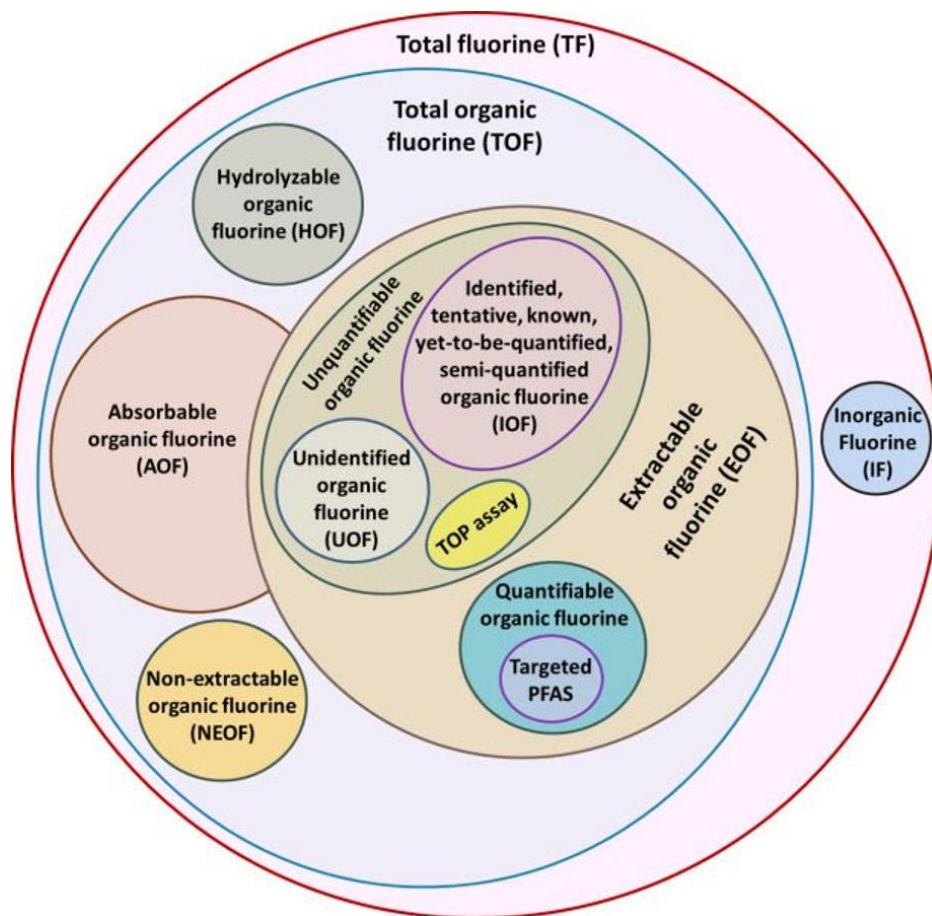 Total fluorine (TF)
Total organic
fluorine (TOF)
Hydrolyzable
organic
fluorine (HOF)
Unquantifiable
organic fluorine
Identified,
tentative, known,
yet-to-be-quantified,
semi-quantified
organic fluorine
(IOF)
Absorbable
organic fluorine
(AOF)
Unidentified
organic
fluorine
(UOF)
TOP assay
Extractable
organic
fluorine (EOF)
Inorganic
Fluorine
(IF)
Quantifiable
organic fluorine
Targeted
PFAS
Non-extractable
organic fluorine
(NEOF)